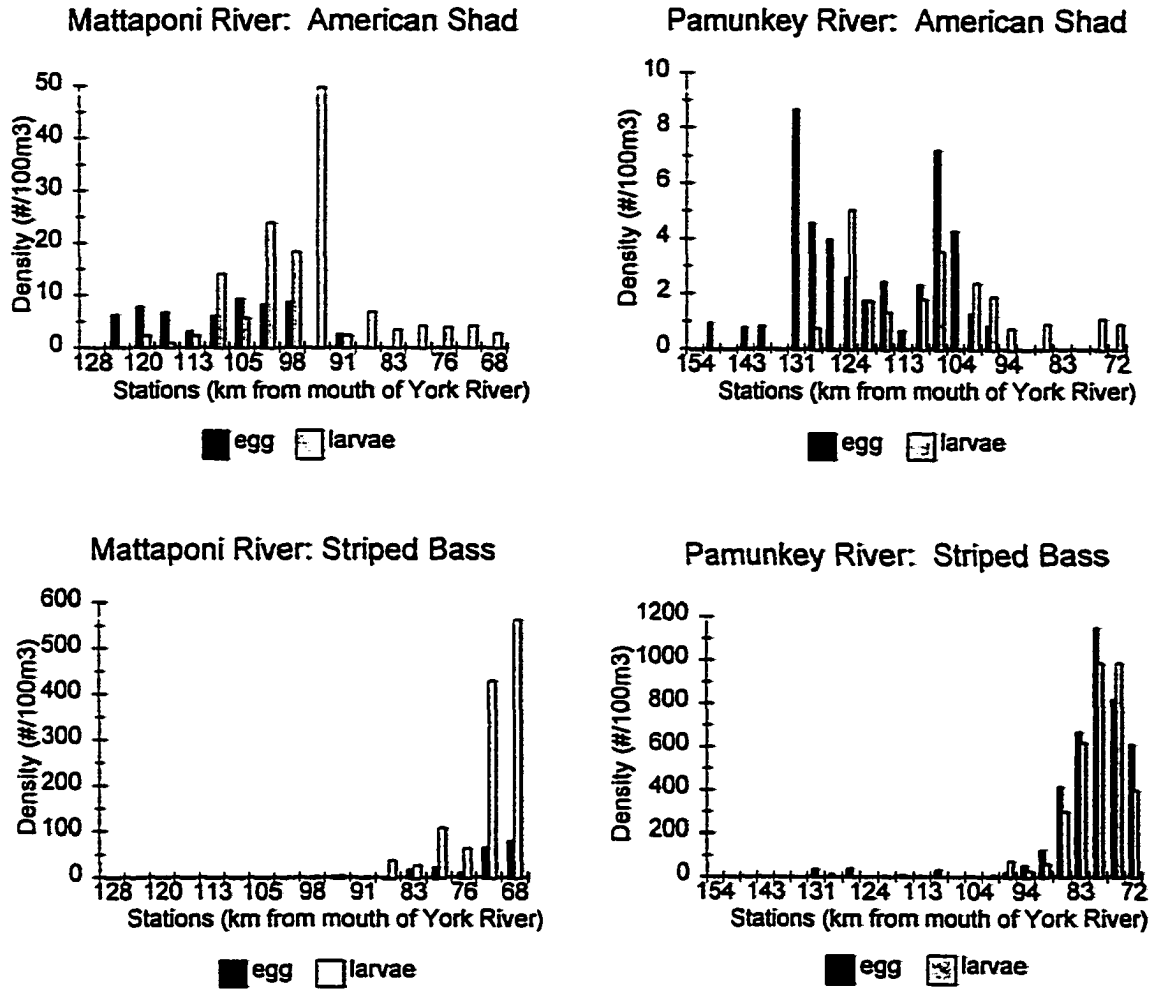 Mattaponi River: American Shad
Density (#/100m3)
50
40
30
20
10
0
128 120 113 105 98 91 83 76 68
Stations (km from mouth of York River)
egg larvae
Pamunkey River: American Shad
Density (#/100m3)
10
8
6
4
2
0
154 143 131 124 113 104 94 83 72
Stations (km from mouth of York River)
egg larvae
Mattaponi River: Striped Bass
Density (#/100m3)
600
500
400
300
200
100
0
128 120 113 105 98 91 83 76 68
Stations (km from mouth of York River)
egg larvae
Pamunkey River: Striped Bass
Density (#/100m3)
1200
1000
800
600
400
200
0
154 143 131 124 113 104 94 83 72
Stations (km from mouth of York River)
egg larvae